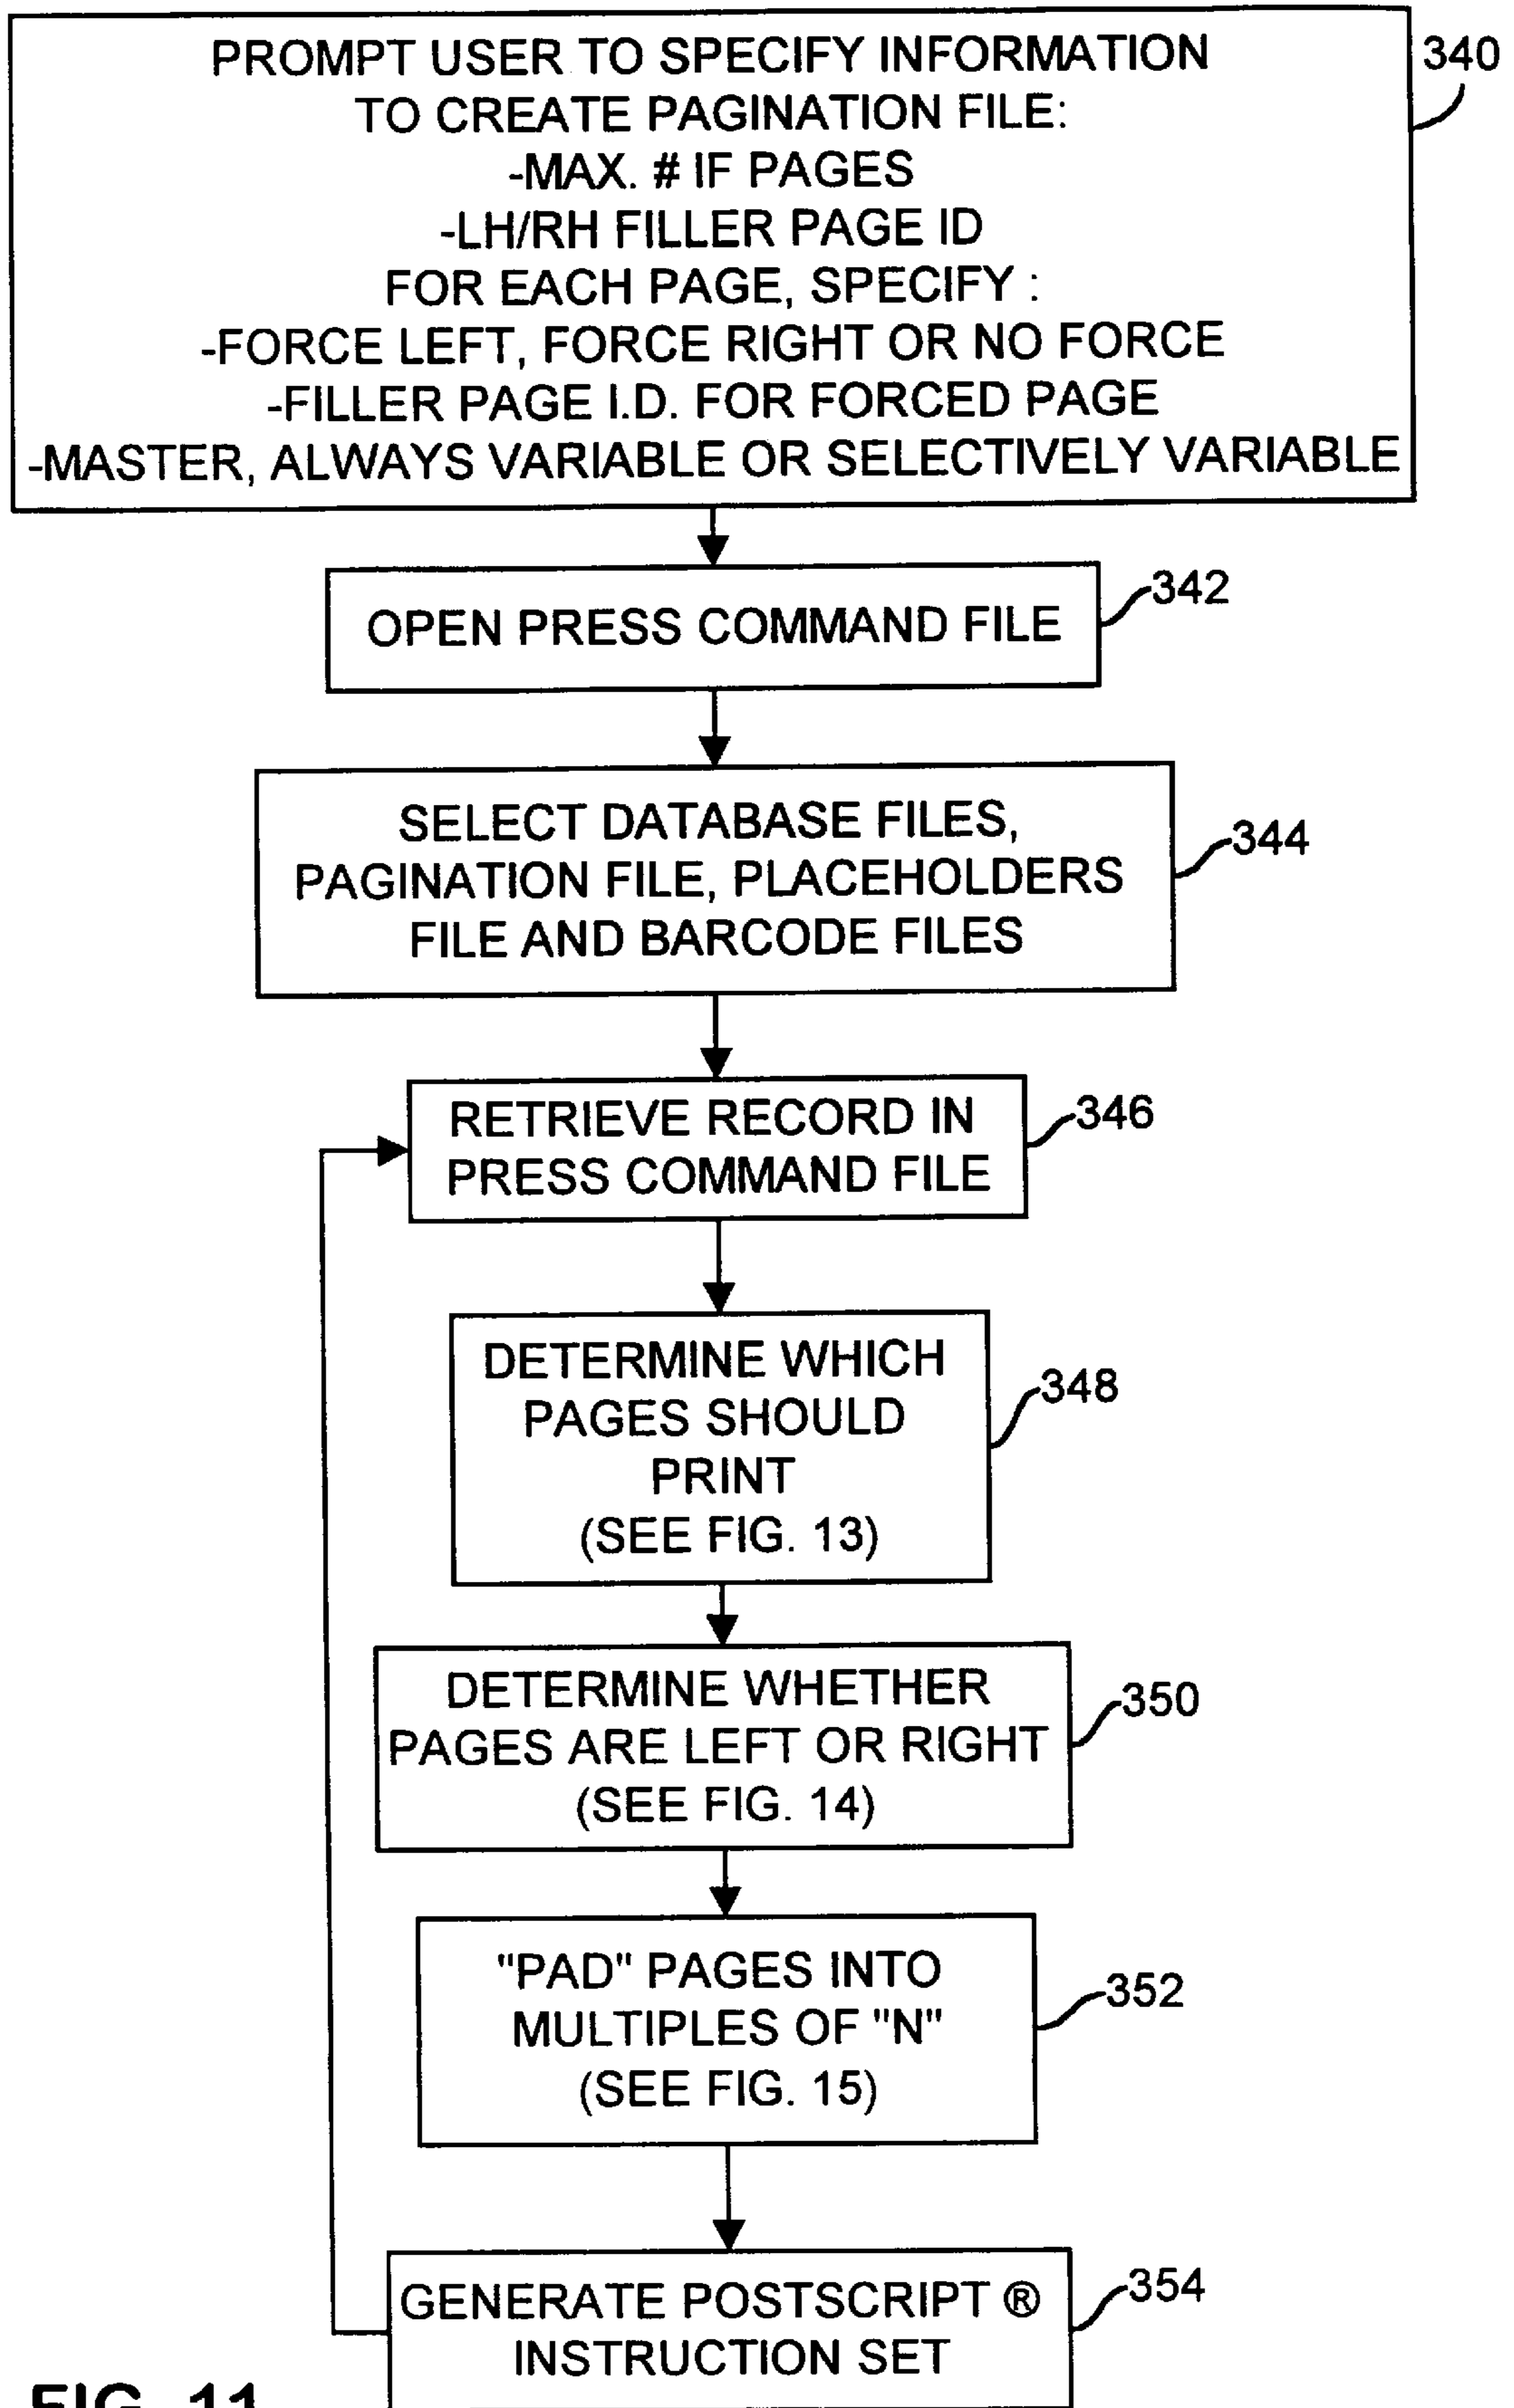 PROMPT USER TO SPECIFY INFORMATION
TO CREATE PAGINATION FILE:
-MAX. # IF PAGES
-LH/RH FILLER PAGE ID
FOR EACH PAGE, SPECIFY :
-FORCE LEFT, FORCE RIGHT OR NO FORCE
-FILLER PAGE I.D. FOR FORCED PAGE
-MASTER, ALWAYS VARIABLE OR SELECTIVELY VARIABLE
340
OPEN PRESS COMMAND FILE
342
SELECT DATABASE FILES,
PAGINATION FILE, PLACEHOLDERS
FILE AND BARCODE FILES
344
RETRIEVE RECORD IN
PRESS COMMAND FILE
346
DETERMINE WHICH
PAGES SHOULD
PRINT
(SEE FIG. 13)
348
DETERMINE WHETHER
PAGES ARE LEFT OR RIGHT
(SEE FIG. 14)
350
"PAD" PAGES INTO
MULTIPLES OF "N"
(SEE FIG. 15)
352
GENERATE POSTSCRIPT ®
INSTRUCTION SET
354
FIG. 11